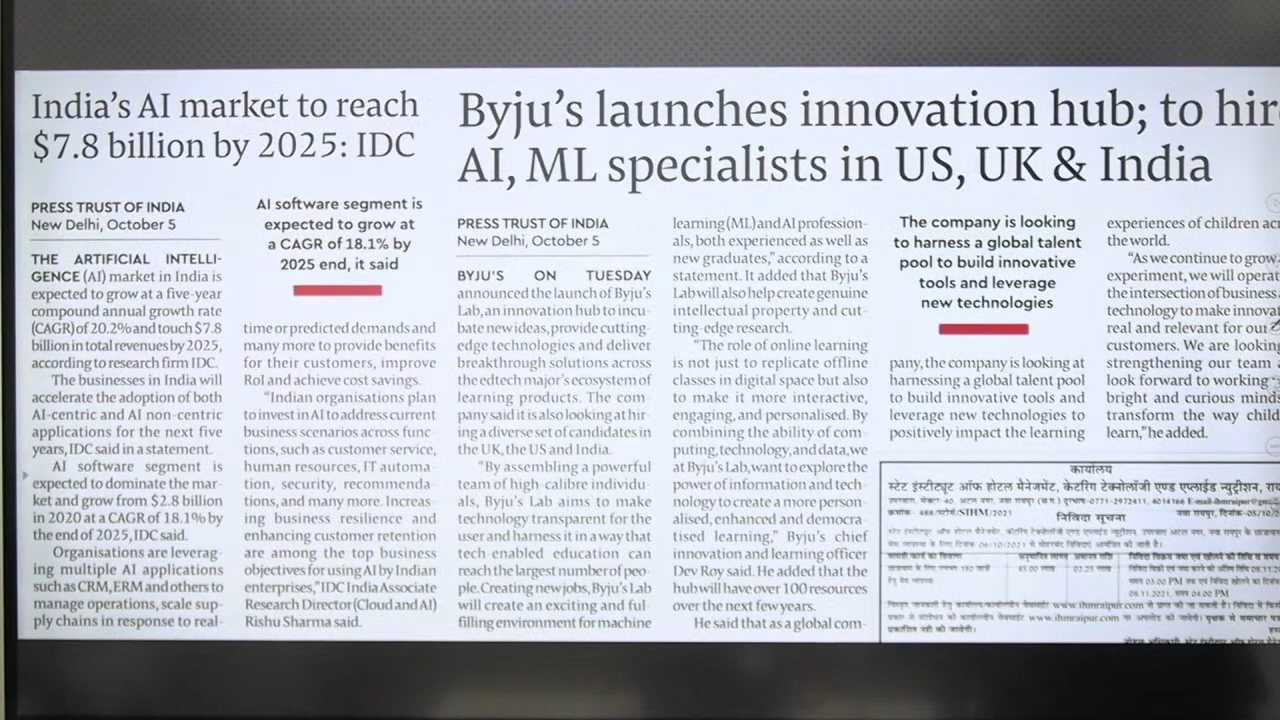 India's AI market to reach
$7.8 billion by 2025: IDC
PRESS TRUST OF INDIA
New Delhi, October 5
THE ARTIFICIAL INTELLI-
GENCE (AI) market in India is
expected to grow at a five-year
compound annual growth rate
(CAGR) of 20.2% and touch $7.8
billion in total revenues by 2025,
according to research firm IDC.
The businesses in India will
accelerate the adoption of both
AI-centric and AI non-centric
applications for the next five
years, IDC said in a statement.
AI software segment is
expected to dominate the mar-
ket and grow from $2.8 billion
in 2020 at a CAGR of 18.1% by
the end of 2025, IDC said.
Organisations are leverag-
ing multiple AI applications
such as CRM, ERM and others to
manage operations, scale sup-
ply chains in response to real-
AI software segment is
expected to grow at
a CAGR of 18.1% by
2025 end, it said
time or predicted demands and
many more to provide benefits
for their customers, improve
RoI and achieve cost savings.
"Indian organisations plan
to invest in AI to address current
business scenarios across func-
tions, such as customer service,
human resources, IT automa-
tion, security, recommenda-
tions, and many more. Increas-
ing business resilience and
enhancing customer retention
are among the top business
objectives for using AI by Indian
enterprises," IDC India Associate
Research Director (Cloud and AI)
Rishu Sharma said.
Byju's launches innovation hub; to hir
AI, ML specialists in US, UK & India
PRESS TRUST OF INDIA
New Delhi, October 5
BYJU'S ON TUESDAY
announced the launch of Byju's
Lab, an innovation hub to incu-
bate new ideas, provide cutting-
edge technologies and deliver
breakthrough solutions across
the edtech major's ecosystem of
learning products. The com-
pany said it is also looking at hir-
ing a diverse set of candidates in
the UK, the US and India.
"By assembling a powerful
team of high-calibre individu-
als, Byju's Lab aims to make
technology transparent for the
user and harness it in a way that
tech enabled education can
reach the largest number of peo-
ple. Creating new jobs, Byju's Lab
will create an exciting and ful-
filling environment for machine
learning (ML) and AI profession-
als, both experienced as well as
new graduates," according to a
statement. It added that Byju's
Lab will also help create genuine
intellectual property and cut-
ting-edge research.
"The role of online learning
is not just to replicate offline
classes in digital space but also
to make it more interactive,
engaging, and personalised. By
combining the ability of com-
puting, technology, and data, we
at Byju's Lab, want to explore the
power of information and tech-
nology to create a more person-
alised, enhanced and democra-
tised learning," Byju's chief
innovation and learning officer
Dev Roy said. He added that the
hub will have over 100 resources
over the next few years.
He said that as a global com-
The company is looking
to harness a global talent
pool to build innovative
tools and leverage
new technologies
pany, the company is looking at
harnessing a global talent pool
to build innovative tools and
leverage new technologies to
positively impact the learning
experiences of children ac
the world.
"As we continue to grow
experiment, we will operat
the intersection of business
technology to make innovat
real and relevant for our
customers. We are looking
strengthening our team
look forward to working
bright and curious minds
transform the way child
learn," he added.
कार्यालय
स्टेट इंस्टीट्यूट ऑफ होटल मैनेजमेंट, केटरिंग टेक्नोलॉजी एण्ड एप्लाईड न्यूट्रीशन, राय
निविदा सूचना
03.00 PM
08.11.2021, समय 04.00 PM
www.ihmraipur.com
www.ihmraipur.com